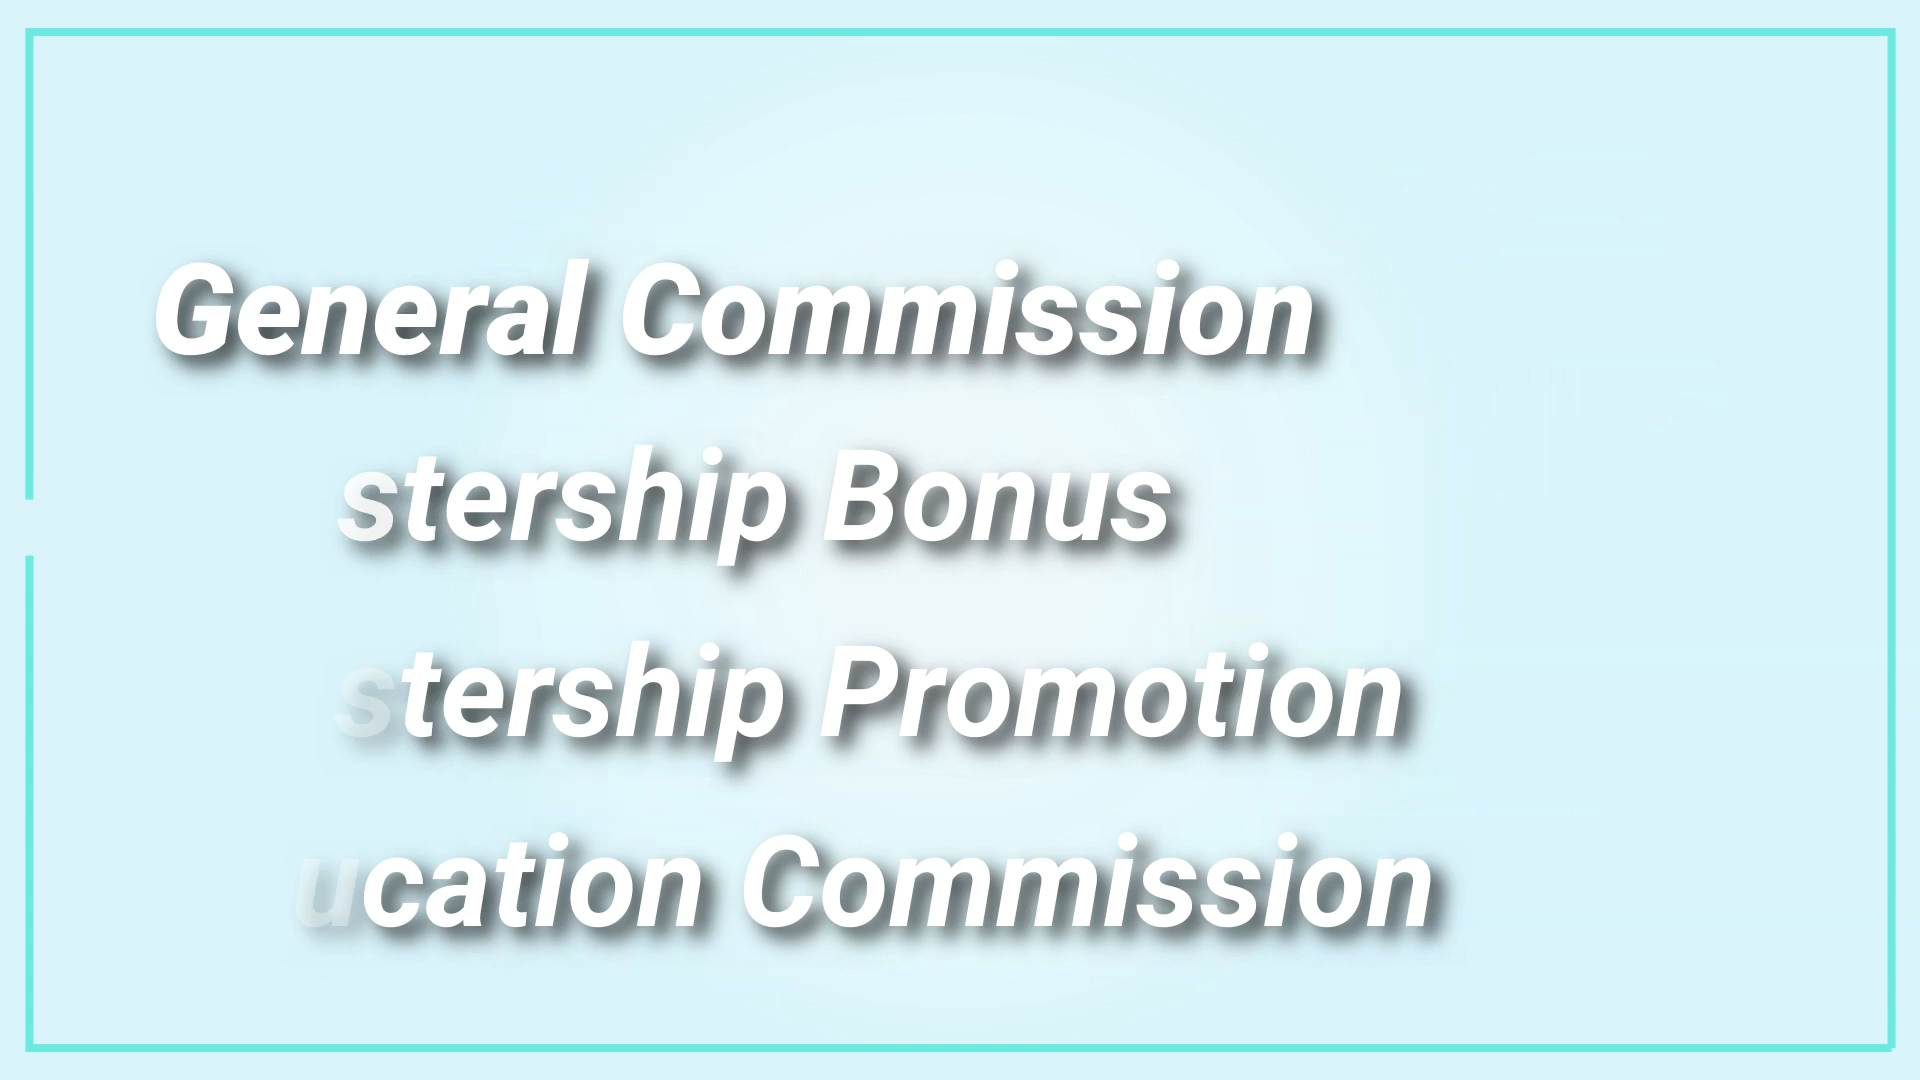 General Commission
stership Bonus
stership Promotion
ucation Commission